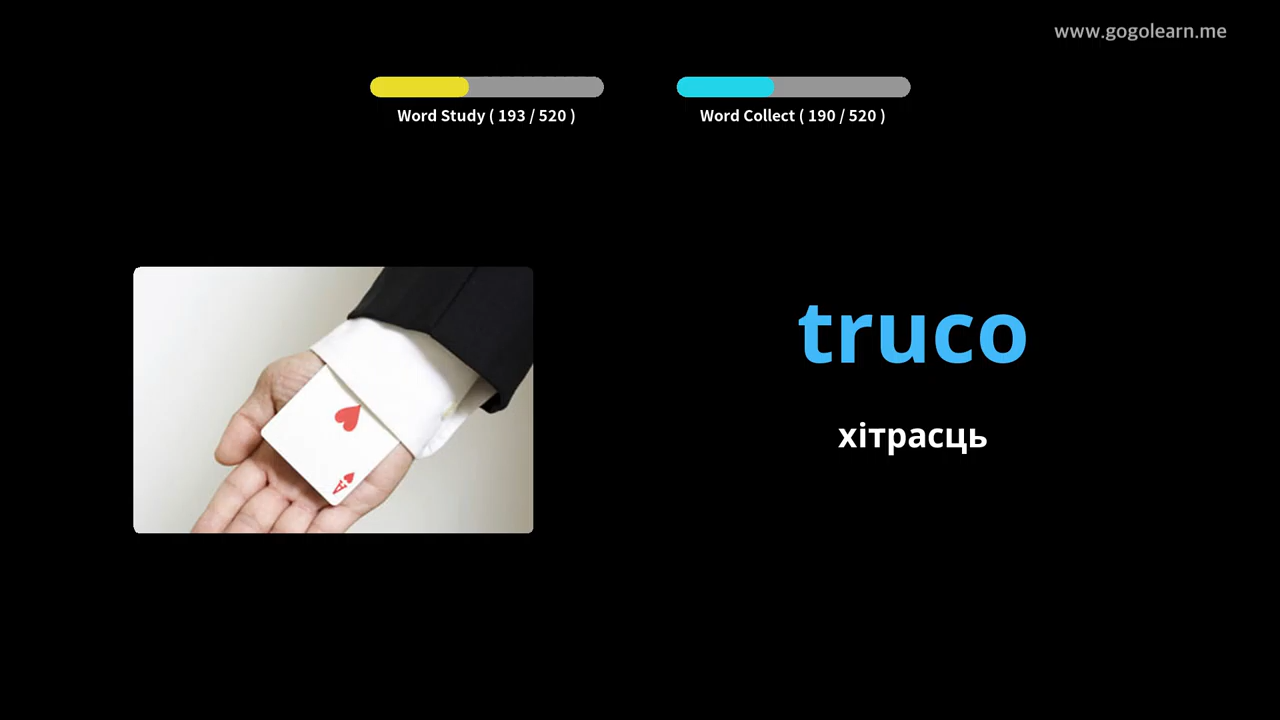 www.gogolearn.me
Word Study ( 193 / 520 )
Word Collect ( 190 / 520 )
A
truco
хітрасць